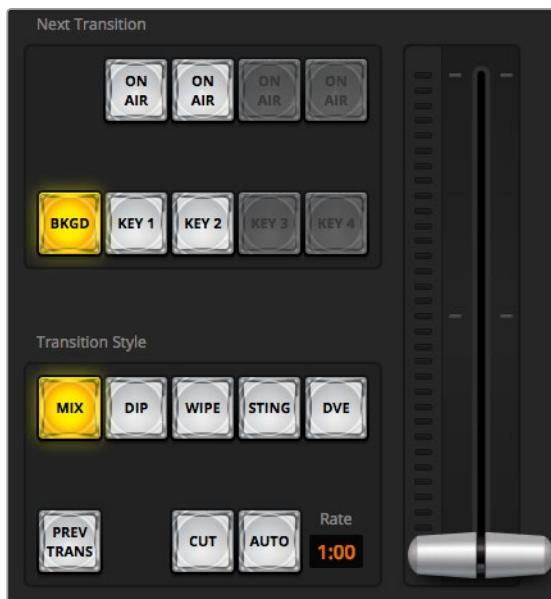 Next Transition
ON ON ON ON
AIR AIR AIR AIR
BKGD KEY 1 KEY 2 KEY 3 KEY 4
Transition Style
MIX DIP WIPE STING DVE
PREV
TRANS
CUT AUTO
Rate
1:00